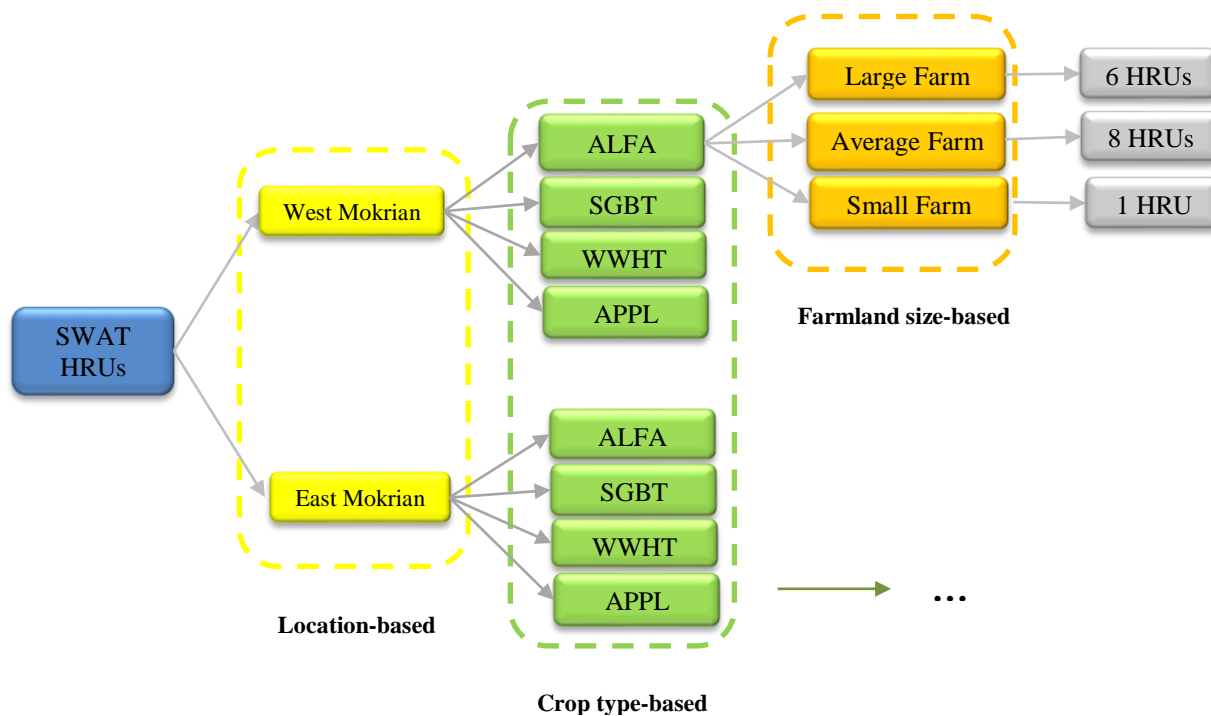 SWAT
HRUs
West Mokrian
East Mokrian
Location-based
ALFA
SGBT
WWHT
APPL
ALFA
SGBT
WWHT
APPL
Crop type-based
Large Farm
Average Farm
Small Farm
Farmland size-based
6 HRUs
8 HRUs
1 HRU
...